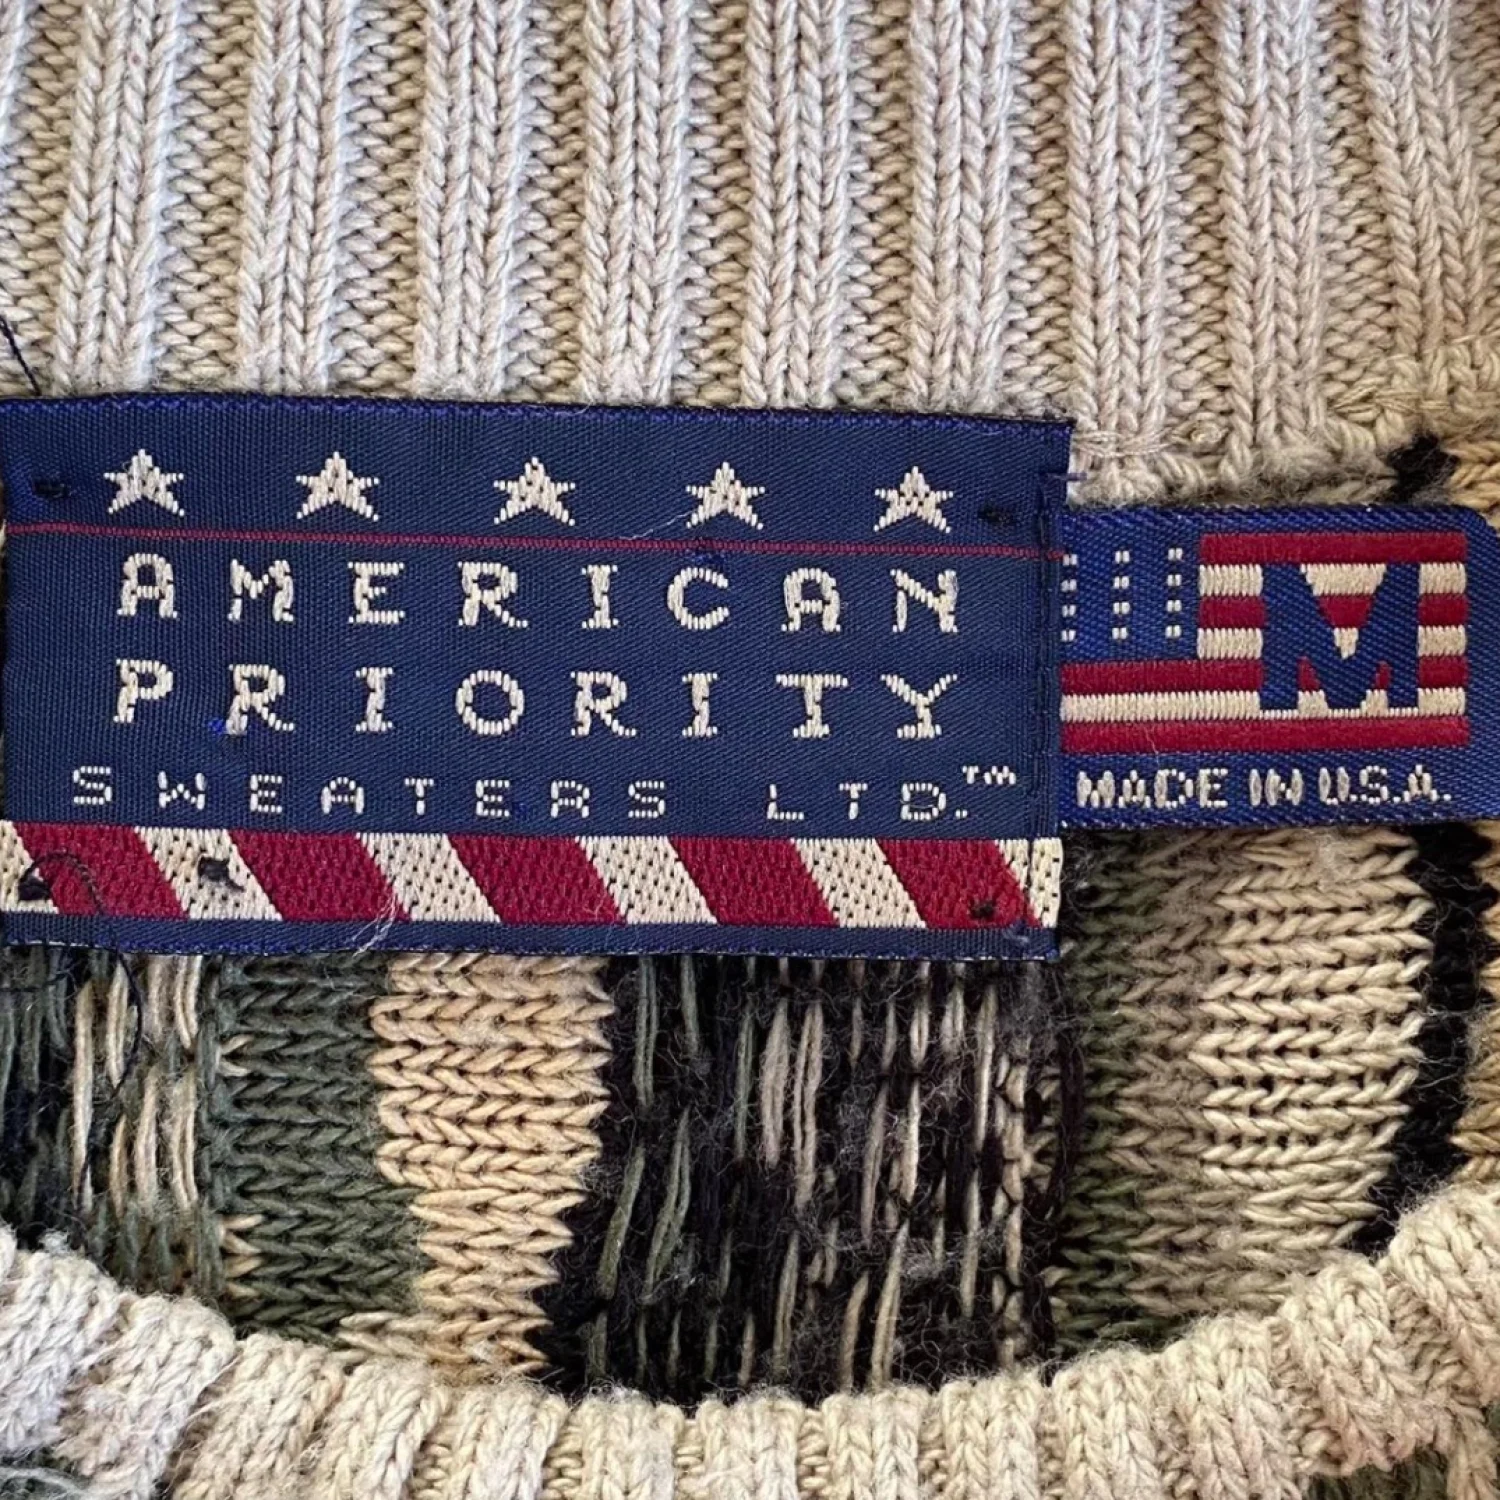 AMERICAN
PRIORITY
SWEATERS LTD.™
M
MADE IN U.S.A.